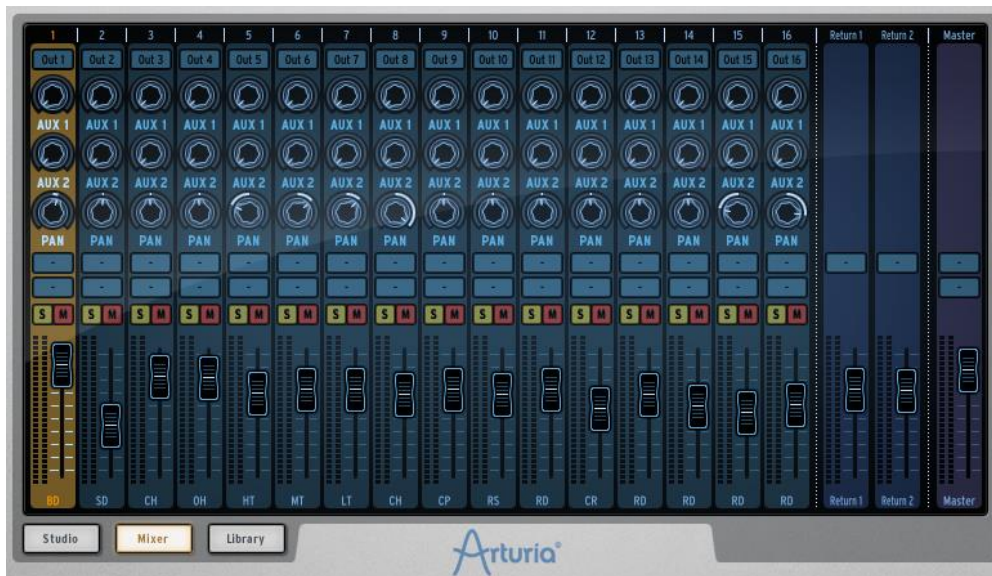 1 2 3 4 5 6 7 8 9 10 11 12 13 14 15 16 Return 1 Return 2 Master
Out 1 Out 2 Out 3 Out 4 Out 5 Out 6 Out 7 Out 8 Out 9 Out 10 Out 11 Out 12 Out 13 Out 14 Out 15 Out 16
AUX 1 AUX 1 AUX 1 AUX 1 AUX 1 AUX 1 AUX 1 AUX 1 AUX 1 AUX 1 AUX 1 AUX 1 AUX 1 AUX 1 AUX 1 AUX 1
AUX 2 AUX 2 AUX 2 AUX 2 AUX 2 AUX 2 AUX 2 AUX 2 AUX 2 AUX 2 AUX 2 AUX 2 AUX 2 AUX 2 AUX 2 AUX 2
PAN PAN PAN PAN PAN PAN PAN PAN PAN PAN PAN PAN PAN PAN PAN PAN
- - - - - - - - - - - - - - - - - - -
- - - - - - - - - - - - - - - - -
S M S M S M S M S M S M S M S M S M S M S M S M S M S M S M S M
BD SD CH OH HT MT LT CH CP RS RD CR RD RD RD RD Return 1 Return 2 Master
Studio Mixer Library
Arturia®